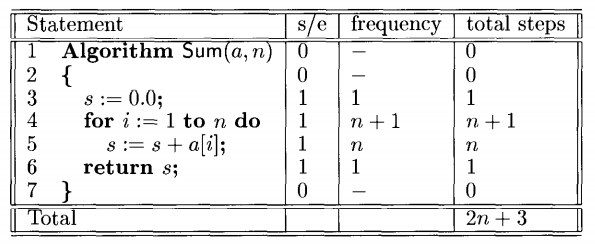 Statement s/e frequency total steps
1 Algorithm Sum(a, n) 0 − 0
2 { 0 − 0
3 s := 0.0; 1 1 1
4 for i := 1 to n do 1 n + 1 n + 1
5 s := s + a[i]; 1 n n
6 return s; 1 1 1
7 } 0 − 0
Total 2n + 3